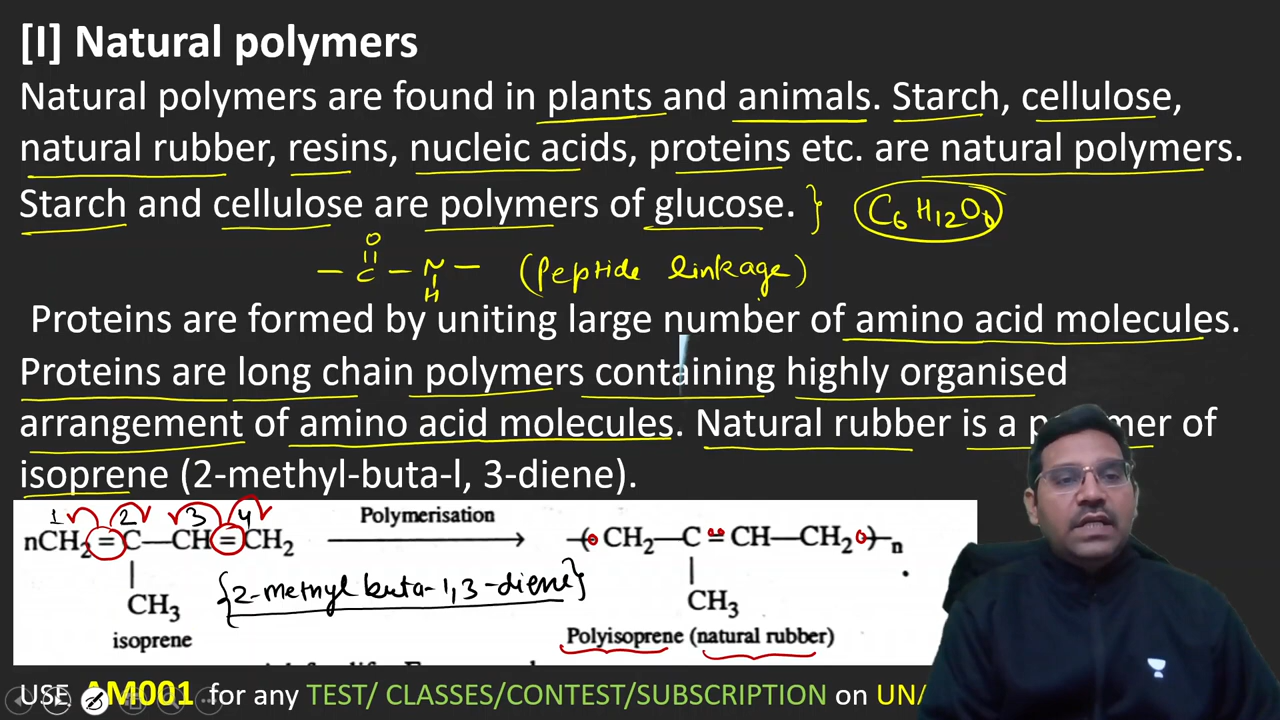 [I] Natural polymers
Natural polymers are found in plants and animals. Starch, cellulose,
natural rubber, resins, nucleic acids, proteins etc. are natural polymers.
Starch and cellulose are polymers of glucose. } C6H12O6
O
– C – N – (Peptide linkage)
H
Proteins are formed by uniting large number of amino acid molecules.
Proteins are long chain polymers containing highly organised
arrangement of amino acid molecules. Natural rubber is a of
isoprene (2-methyl-buta-l, 3-diene).
1 2 3 4 Polymerisation
nCH2=C—CH=CH2 —(CH2—C=CH—CH2)—n
CH3 {2-methyl buta-1,3-diene} CH3
isoprene Polyisoprene (natural rubber)
USE AM001 for any TEST/ CLASSES/CONTEST/SUBSCRIPTION on